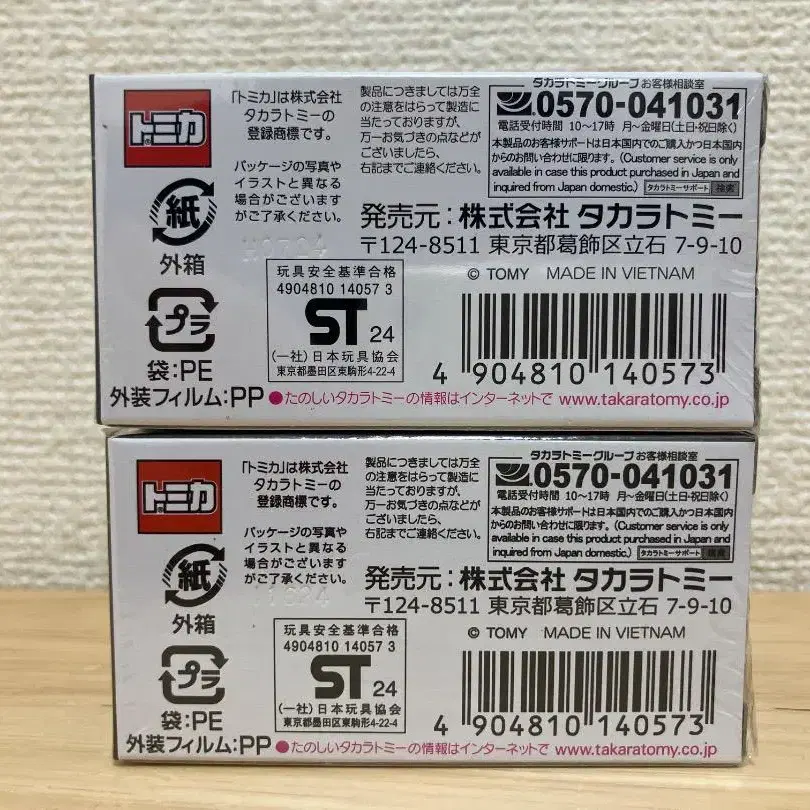 トミカ
「トミカ」は株式会社
タカラトミーの
登録商標です。
パッケージの写真や
イラストと異なる
場合がございます
がご了承ください。
製品につきましては万全
の注意をはらって製造に
当たっておりますが、
万一お気づきの点などが
ございましたら、
右記までご連絡ください。
タカラトミーグループお客様相談室
0570-041031
電話受付時間 10〜17時 月〜金曜日(土日・祝日除く)
本製品のお客様サポートは日本国内でのご購入かつ日本国内
からのお問い合わせに限ります。(Customer service is only
available in case this product purchased in Japan and
inquired from Japan domestic.) タカラトミーサポート 検索
発売元:株式会社 タカラトミー
〒124-8511 東京都葛飾区立石 7-9-10
© TOMY MADE IN VIETNAM
紙
外箱
プラ
袋:PE
外装フィルム:PP
玩具安全基準合格
4904810 14057 3
ST 24
(一社)日本玩具協会
東京都墨田区東駒形4-22-4
4 904810 140573
●たのしいタカラトミーの情報はインターネットで www.takaratomy.co.jp
トミカ
「トミカ」は株式会社
タカラトミーの
登録商標です。
パッケージの写真や
イラストと異なる
場合がございます
がご了承ください。
製品につきましては万全
の注意をはらって製造に
当たっておりますが、
万一お気づきの点などが
ございましたら、
右記までご連絡ください。
タカラトミーグループお客様相談室
0570-041031
電話受付時間 10〜17時 月〜金曜日(土日・祝日除く)
本製品のお客様サポートは日本国内でのご購入かつ日本国内
からのお問い合わせに限ります。(Customer service is only
available in case this product purchased in Japan and
inquired from Japan domestic.) タカラトミーサポート 検索
発売元:株式会社 タカラトミー
〒124-8511 東京都葛飾区立石 7-9-10
© TOMY MADE IN VIETNAM
紙
外箱
プラ
袋:PE
外装フィルム:PP
玩具安全基準合格
4904810 14057 3
ST 24
(一社)日本玩具協会
東京都墨田区東駒形4-22-4
4 904810 140573
●たのしいタカラトミーの情報はインターネットで www.takaratomy.co.jp